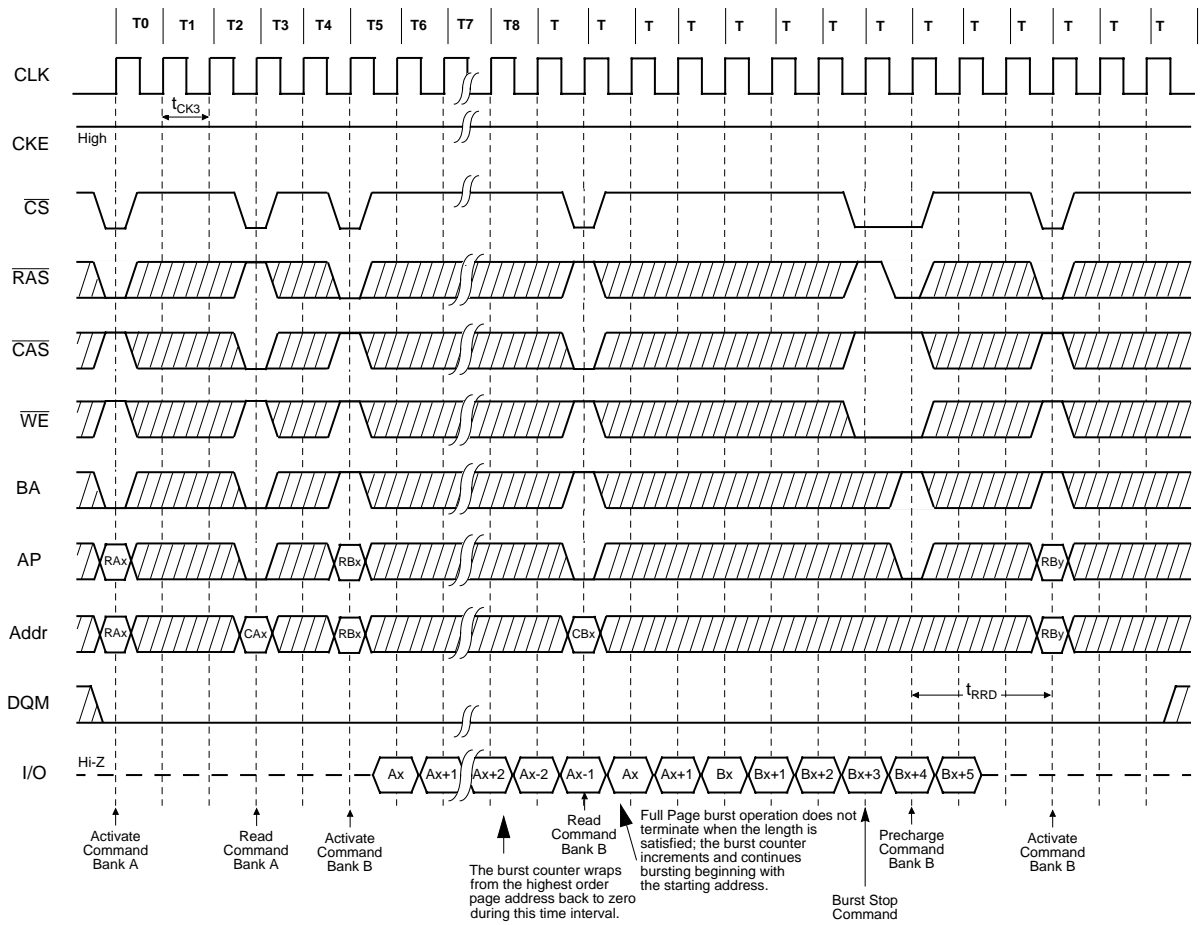 T0 T1 T2 T3 T4 T5 T6 T7 T8 T T T T T T T T T T T T T T
CLK
tCK3
CKE
High
CS
RAS
CAS
WE
BA
AP
RAx RBx RBy
Addr
RAx CAx RBx CBx RBy
DQM
tRRD
I/O
Hi-Z
Ax Ax+1 Ax+2 Ax-2 Ax-1 Ax Ax+1 Bx Bx+1 Bx+2 Bx+3 Bx+4 Bx+5
Activate
Command
Bank A
Read
Command
Bank A
Activate
Command
Bank B
The burst counter wraps
from the highest order
page address back to zero
during this time interval.
Read
Command
Bank B
Full Page burst operation does not
terminate when the length is
satisfied; the burst counter
increments and continues
bursting beginning with
the starting address.
Burst Stop
Command
Precharge
Command
Bank B
Activate
Command
Bank B